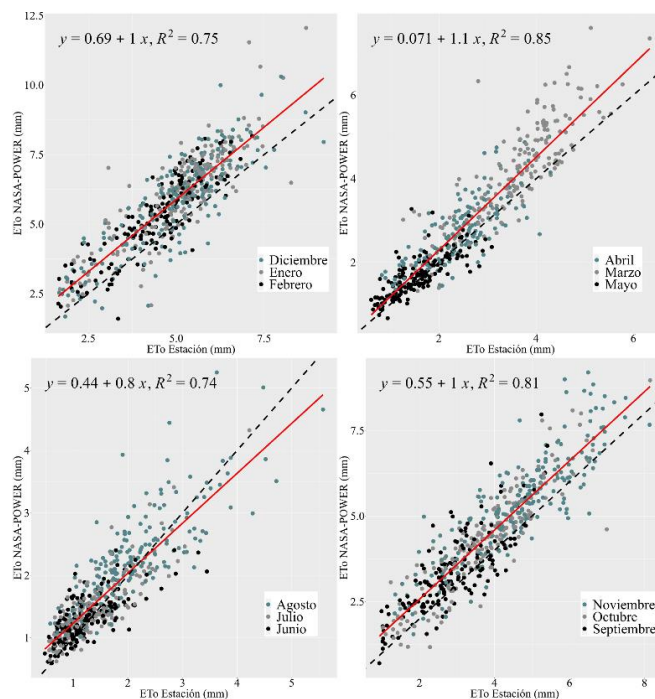 y = 0.69 + 1 x, R² = 0.75
12.5
10.0
7.5
5.0
2.5
ETo NASA-POWER (mm)
Diciembre
Enero
Febrero
2.5 5.0 7.5
ETo Estación (mm)
y = 0.071 + 1.1 x, R² = 0.85
6
4
2
ETo NASA-POWER (mm)
Abril
Marzo
Mayo
2 4 6
ETo Estación (mm)
y = 0.44 + 0.8 x, R² = 0.74
5
4
3
2
1
ETo NASA-POWER (mm)
Agosto
Julio
Junio
1 2 3 4 5
ETo Estación (mm)
y = 0.55 + 1 x, R² = 0.81
7.5
5.0
2.5
ETo NASA-POWER (mm)
Noviembre
Octubre
Septiembre
2 4 6 8
ETo Estación (mm)